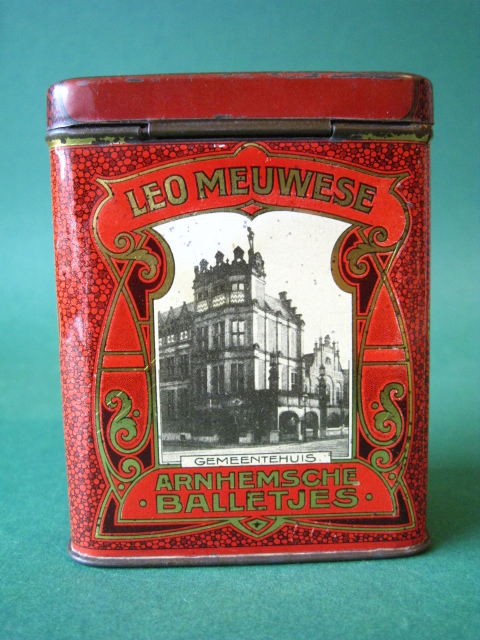 LEO MEUWESE
GEMEENTEHUIS.
ARNHEMSCHE
· BALLETJES ·